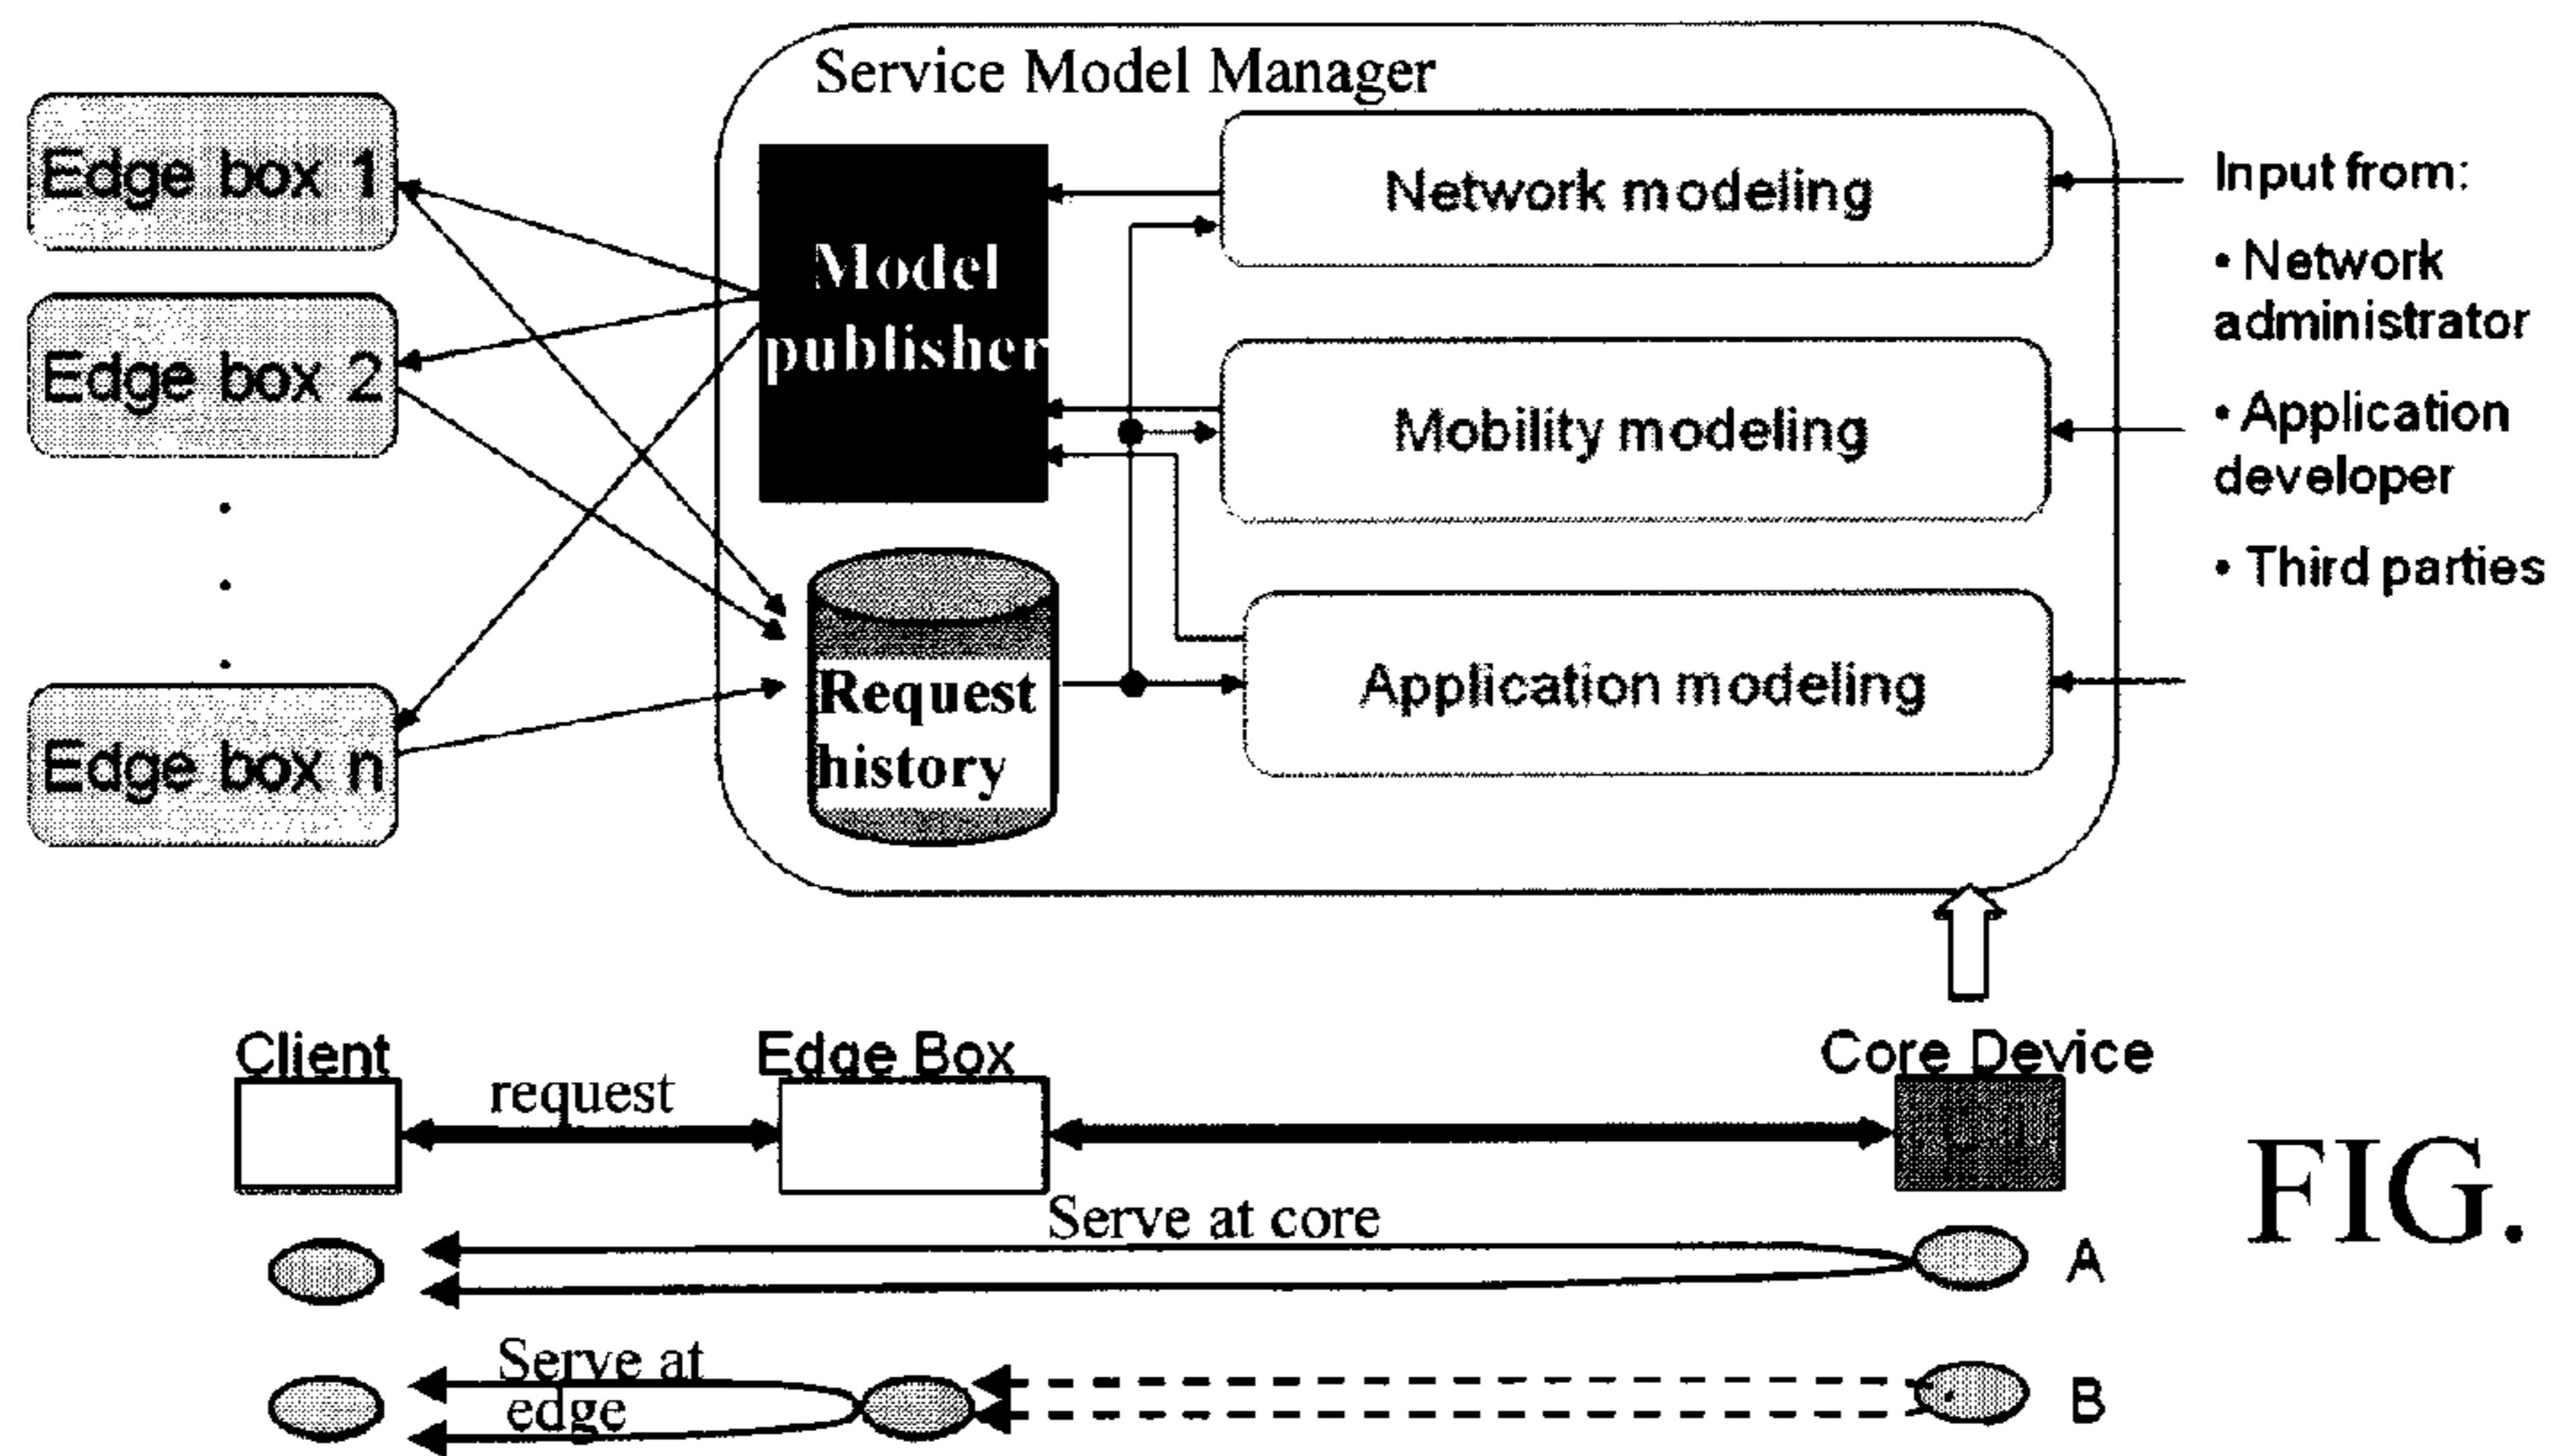 Service Model Manager
Edge box 1
Edge box 2
.
.
.
Edge box n
Model
publisher
Request
history
Network modeling
Mobility modeling
Application modeling
Input from:
• Network
administrator
• Application
developer
• Third parties
Client
request
Edge Box
Core Device
Serve at core
A
Serve at
edge
B
FIG.